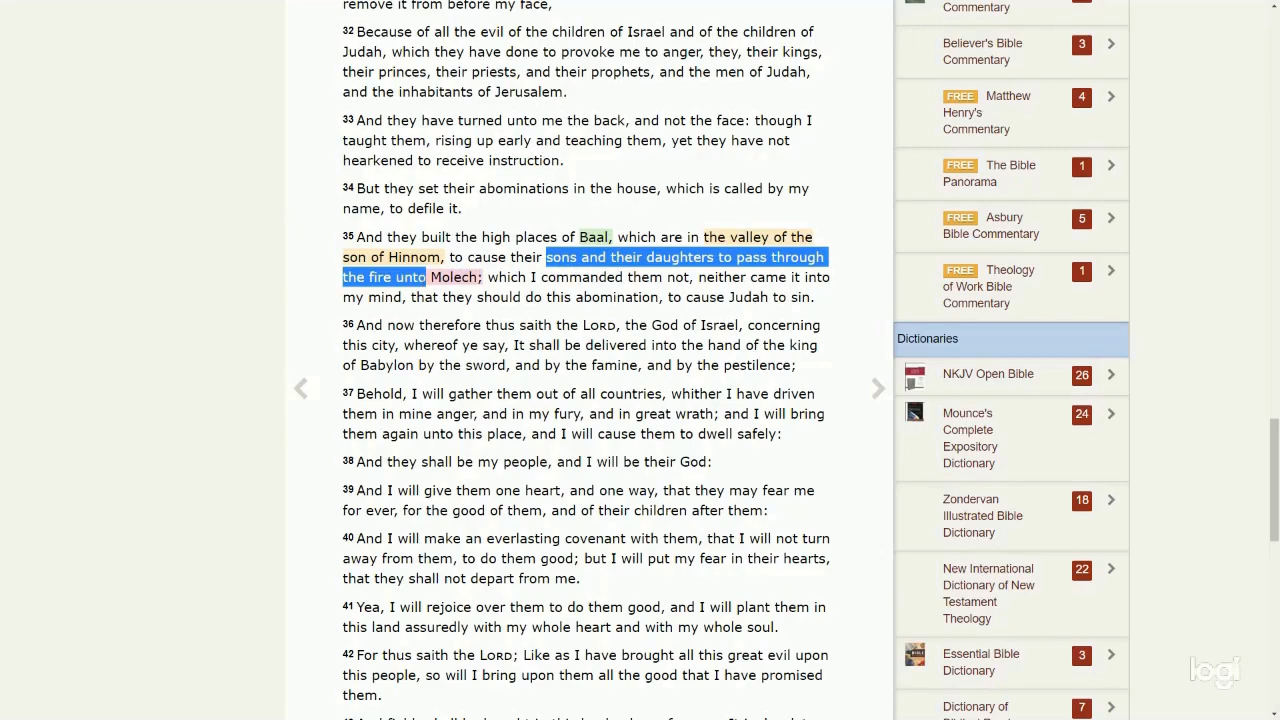 remove it from before my face,
32 Because of all the evil of the children of Israel and of the children of
Judah, which they have done to provoke me to anger, they, their kings,
their princes, their priests, and their prophets, and the men of Judah,
and the inhabitants of Jerusalem.
33 And they have turned unto me the back, and not the face: though I
taught them, rising up early and teaching them, yet they have not
hearkened to receive instruction.
34 But they set their abominations in the house, which is called by my
name, to defile it.
35 And they built the high places of Baal, which are in the valley of the
son of Hinnom, to cause their sons and their daughters to pass through
the fire unto Molech; which I commanded them not, neither came it into
my mind, that they should do this abomination, to cause Judah to sin.
36 And now therefore thus saith the LORD, the God of Israel, concerning
this city, whereof ye say, It shall be delivered into the hand of the king
of Babylon by the sword, and by the famine, and by the pestilence;
37 Behold, I will gather them out of all countries, whither I have driven
them in mine anger, and in my fury, and in great wrath; and I will bring
them again unto this place, and I will cause them to dwell safely:
38 And they shall be my people, and I will be their God:
39 And I will give them one heart, and one way, that they may fear me
for ever, for the good of them, and of their children after them:
40 And I will make an everlasting covenant with them, that I will not turn
away from them, to do them good; but I will put my fear in their hearts,
that they shall not depart from me.
41 Yea, I will rejoice over them to do them good, and I will plant them in
this land assuredly with my whole heart and with my whole soul.
42 For thus saith the LORD; Like as I have brought all this great evil upon
this people, so will I bring upon them all the good that I have promised
them.
Commentary
Believer's Bible 3
Commentary
FREE Matthew 4
Henry's
Commentary
FREE The Bible 1
Panorama
FREE Asbury 5
Bible Commentary
FREE Theology 1
of Work Bible
Commentary
Dictionaries
NKJV Open Bible 26
Mounce's 24
Complete
Expository
Dictionary
Zondervan 18
Illustrated Bible
Dictionary
New International 22
Dictionary of New
Testament
Theology
Essential Bible 3
Dictionary
Dictionary of 7
logi